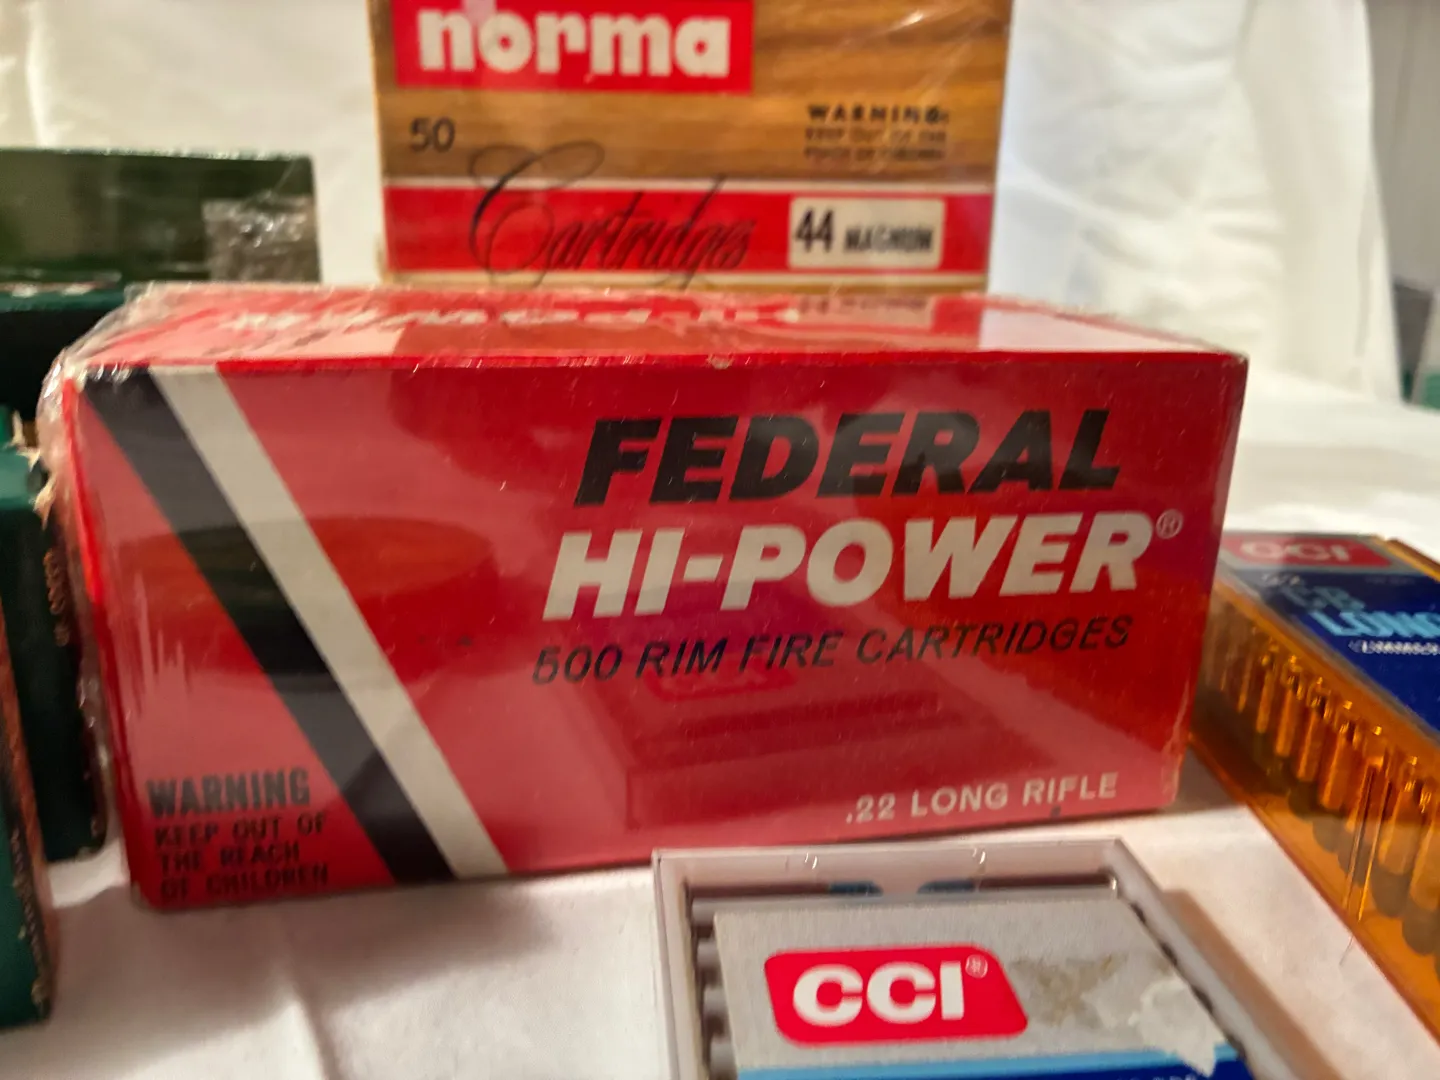 norma
50
WARNING:
Cartridges
44 MAGNUM
FEDERAL
HI-POWER®
500 RIM FIRE CARTRIDGES
.22 LONG RIFLE
WARNING
KEEP OUT OF
THE REACH
OF CHILDREN
CCI
LONG
CCI®